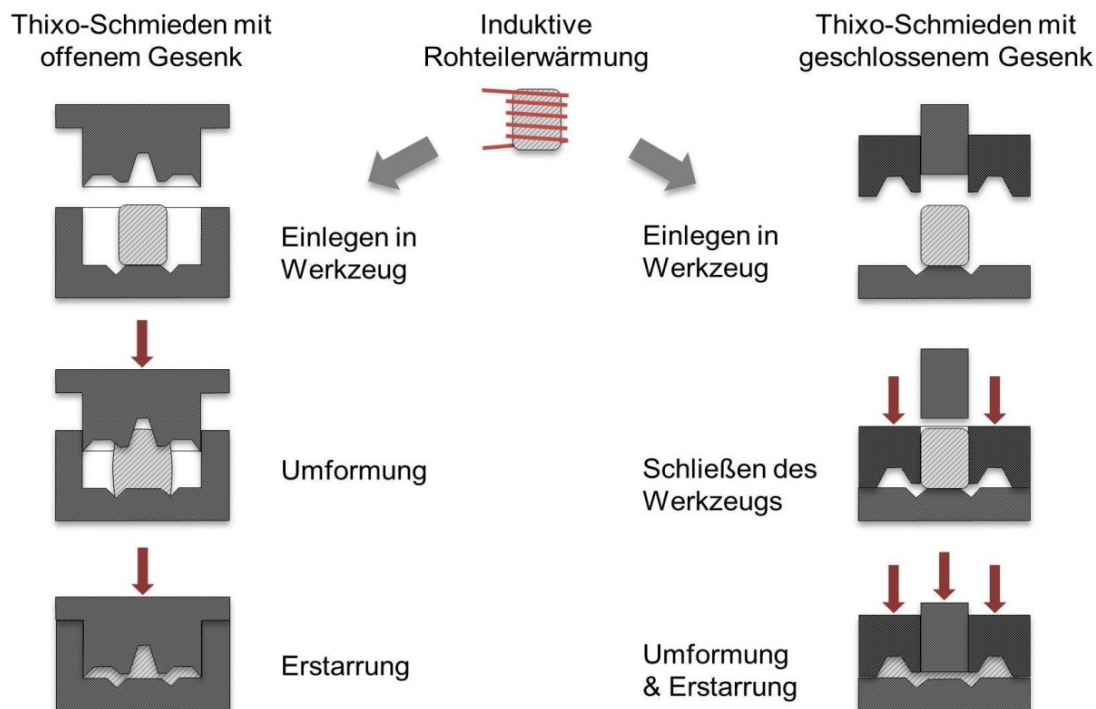 Thixo-Schmieden mit
offenem Gesenk
Induktive
Rohteilerwärmung
Thixo-Schmieden mit
geschlossenem Gesenk
Einlegen in
Werkzeug
Einlegen in
Werkzeug
Umformung
Schließen des
Werkzeugs
Erstarrung
Umformung
& Erstarrung